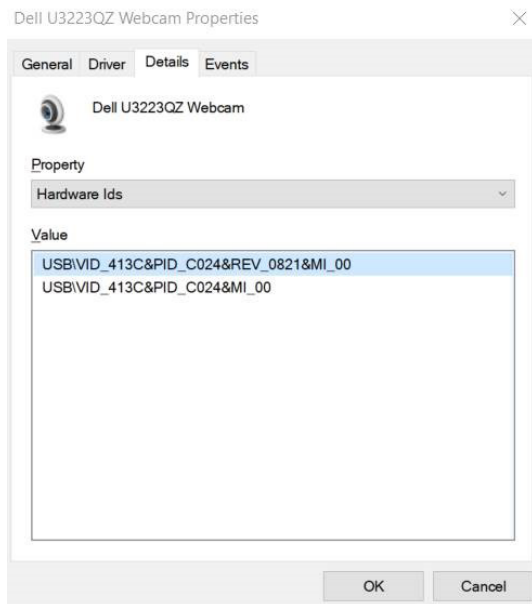 Dell U3223QZ Webcam Properties
General Driver Details Events
Dell U3223QZ Webcam
Property
Hardware Ids
Value
USB\VID_413C&PID_C024&REV_0821&MI_00
USB\VID_413C&PID_C024&MI_00
OK Cancel